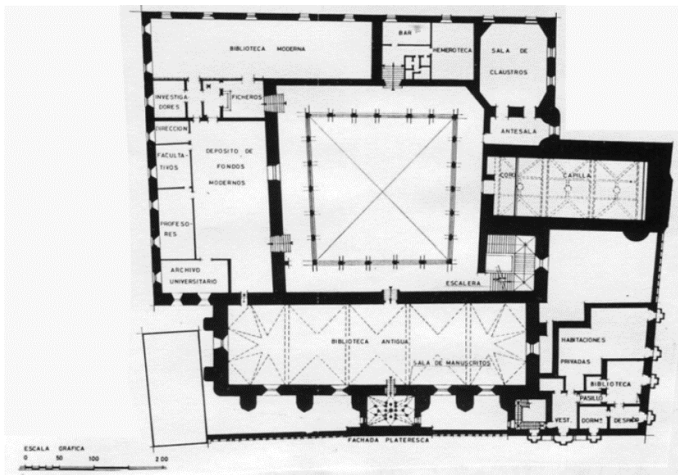 BIBLIOTECA MODERNA
BAR
HEMEROTECA
SALA DE
CLAUSTROS
INVESTIGA-
DORES
FICHEROS
ANTESALA
DIRECCION
FACULTA-
TIVOS
DEPOSITO DE
FONDOS
MODERNOS
CORO
CAPILLA
PROFESO-
RES
ARCHIVO
UNIVERSITARIO
ESCALERA
BIBLIOTECA ANTIGUA
SALA DE MANUSCRITOS
HABITACIONES
PRIVADAS
BIBLIOTECA
PASILLO
VEST.
DORMT.
DESPACH
FACHADA PLATERESCA
ESCALA GRAFICA
0 50 100 200